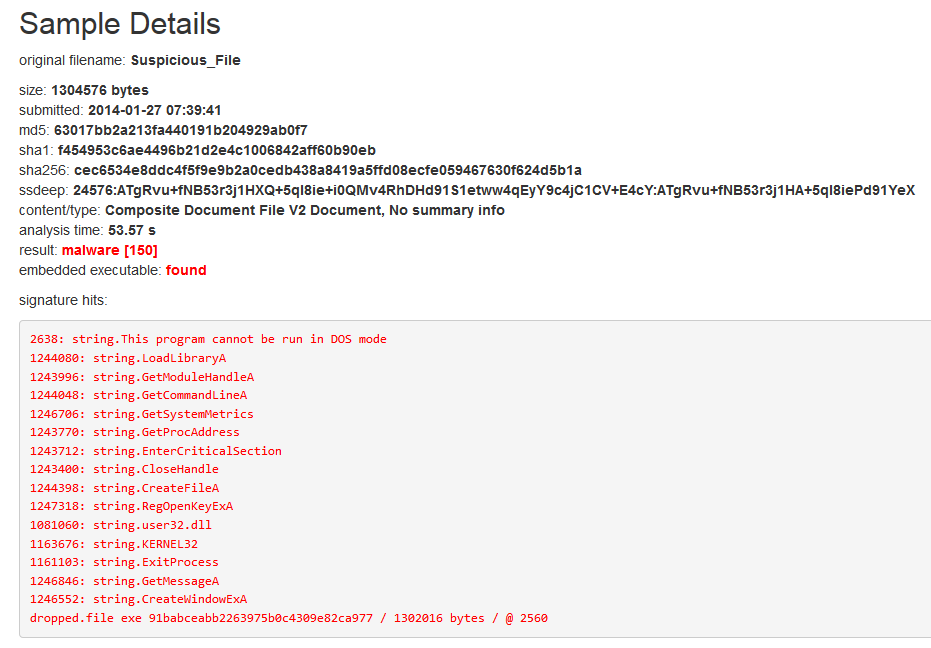 Sample Details
original filename: Suspicious_File
size: 1304576 bytes
submitted: 2014-01-27 07:39:41
md5: 63017bb2a213fa440191b204929ab0f7
sha1: f454953c6ae4496b21d2e4c1006842aff60b90eb
sha256: cec6534e8ddc4f5f9e9b2a0cedb438a8419a5ffd08ecfe059467630f624d5b1a
ssdeep: 24576:ATgRvu+fNB53r3j1HXQ+5ql8ie+i0QMv4RhDHd91S1etww4qEyY9c4jC1CV+E4cY:ATgRvu+fNB53r3j1HA+5ql8iePd91YeX
content/type: Composite Document File V2 Document, No summary info
analysis time: 53.57 s
result: malware [150]
embedded executable: found
signature hits:
2638: string.This program cannot be run in DOS mode
1244080: string.LoadLibraryA
1243996: string.GetModuleHandleA
1244048: string.GetCommandLineA
1246706: string.GetSystemMetrics
1243770: string.GetProcAddress
1243712: string.EnterCriticalSection
1243400: string.CloseHandle
1244398: string.CreateFileA
1247318: string.RegOpenKeyExA
1081060: string.user32.dll
1163676: string.KERNEL32
1161103: string.ExitProcess
1246846: string.GetMessageA
1246552: string.CreateWindowExA
dropped.file exe 91babceabb2263975b0c4309e82ca977 / 1302016 bytes / @ 2560